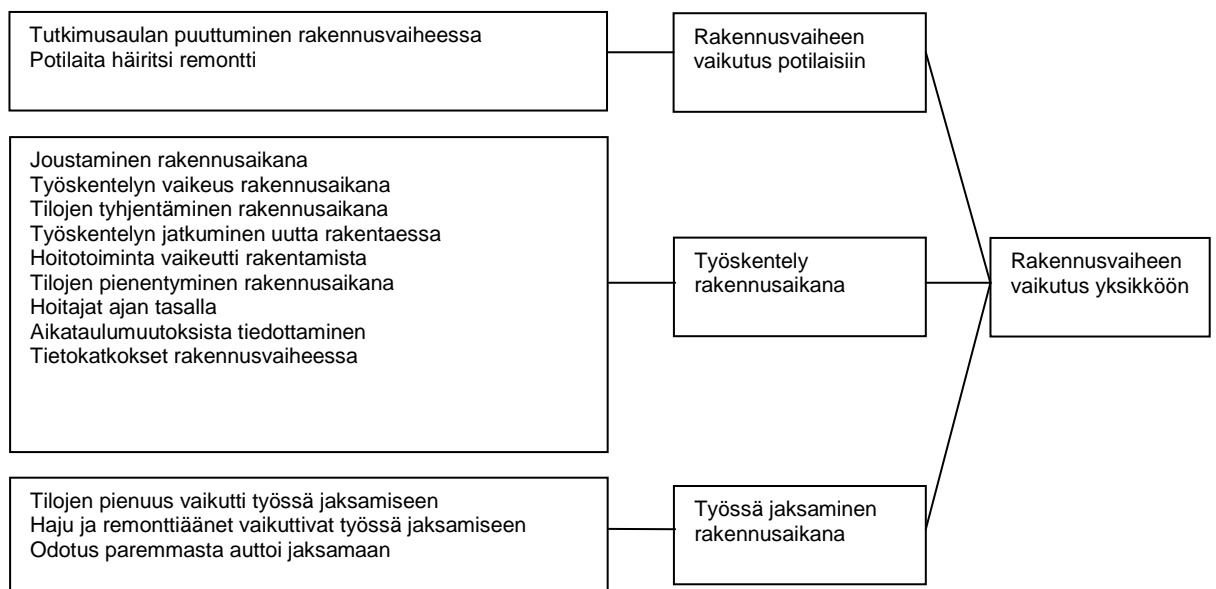 Tutkimusaulan puuttuminen rakennusvaiheessa
Potilaita häiritsi remontti
Rakennusvaiheen
vaikutus potilaisiin
Joustaminen rakennusaikana
Työskentelyn vaikeus rakennusaikana
Tilojen tyhjentäminen rakennusaikana
Työskentelyn jatkuminen uutta rakentaessa
Hoitotoiminta vaikeutti rakentamista
Tilojen pienentyminen rakennusaikana
Hoitajat ajan tasalla
Aikataulumuutoksista tiedottaminen
Tietokatkokset rakennusvaiheessa
Työskentely
rakennusaikana
Rakennusvaiheen
vaikutus yksikköön
Tilojen pienuus vaikutti työssä jaksamiseen
Haju ja remonttiäänet vaikuttivat työssä jaksamiseen
Odotus paremmasta auttoi jaksamaan
Työssä jaksaminen
rakennusaikana